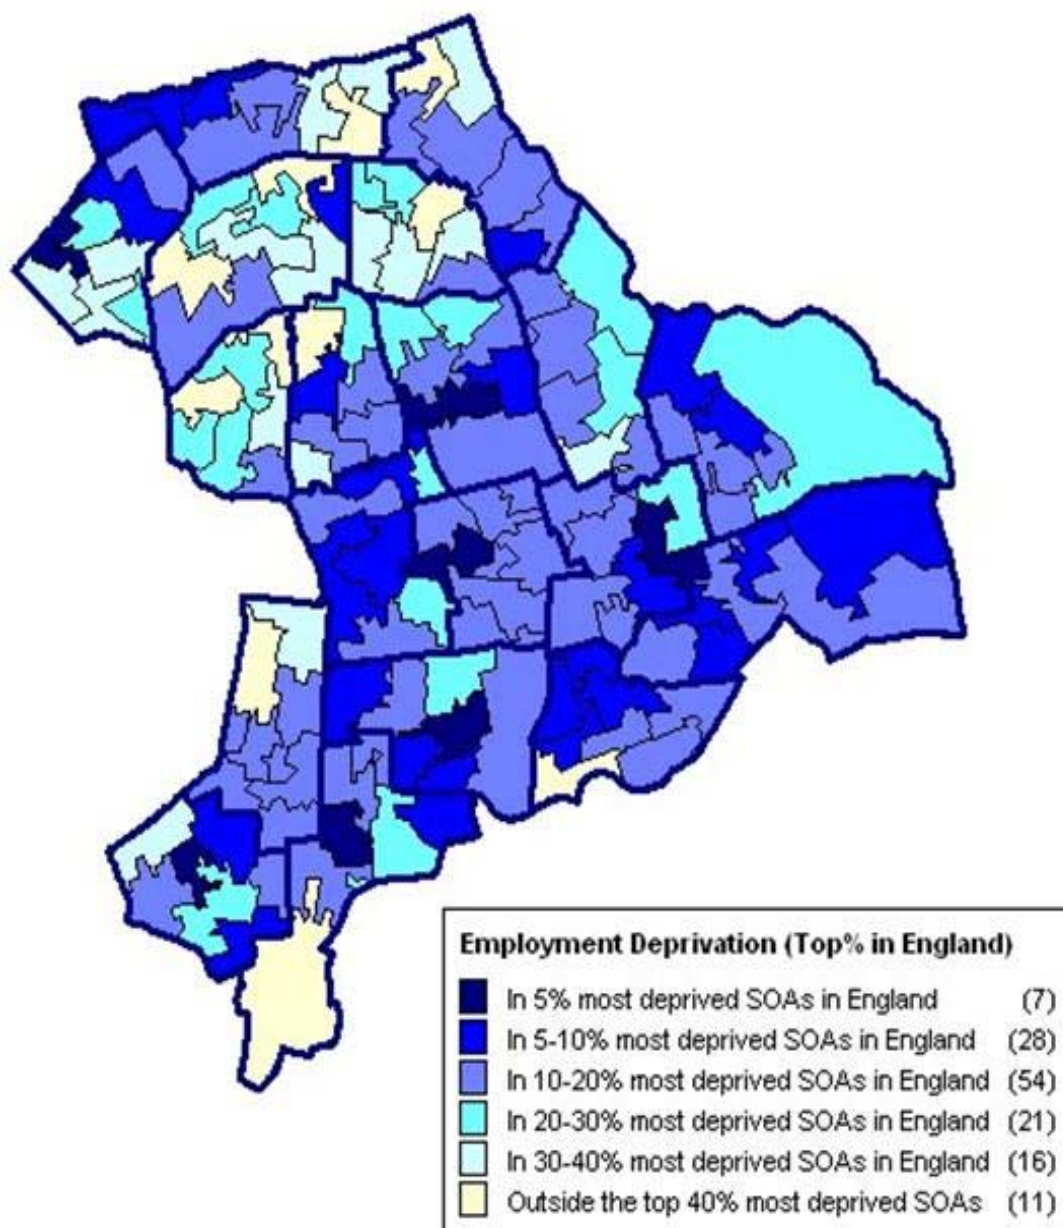 Employment Deprivation (Top% in England)
In 5% most deprived SOAs in England (7)
In 5-10% most deprived SOAs in England (28)
In 10-20% most deprived SOAs in England (54)
In 20-30% most deprived SOAs in England (21)
In 30-40% most deprived SOAs in England (16)
Outside the top 40% most deprived SOAs (11)